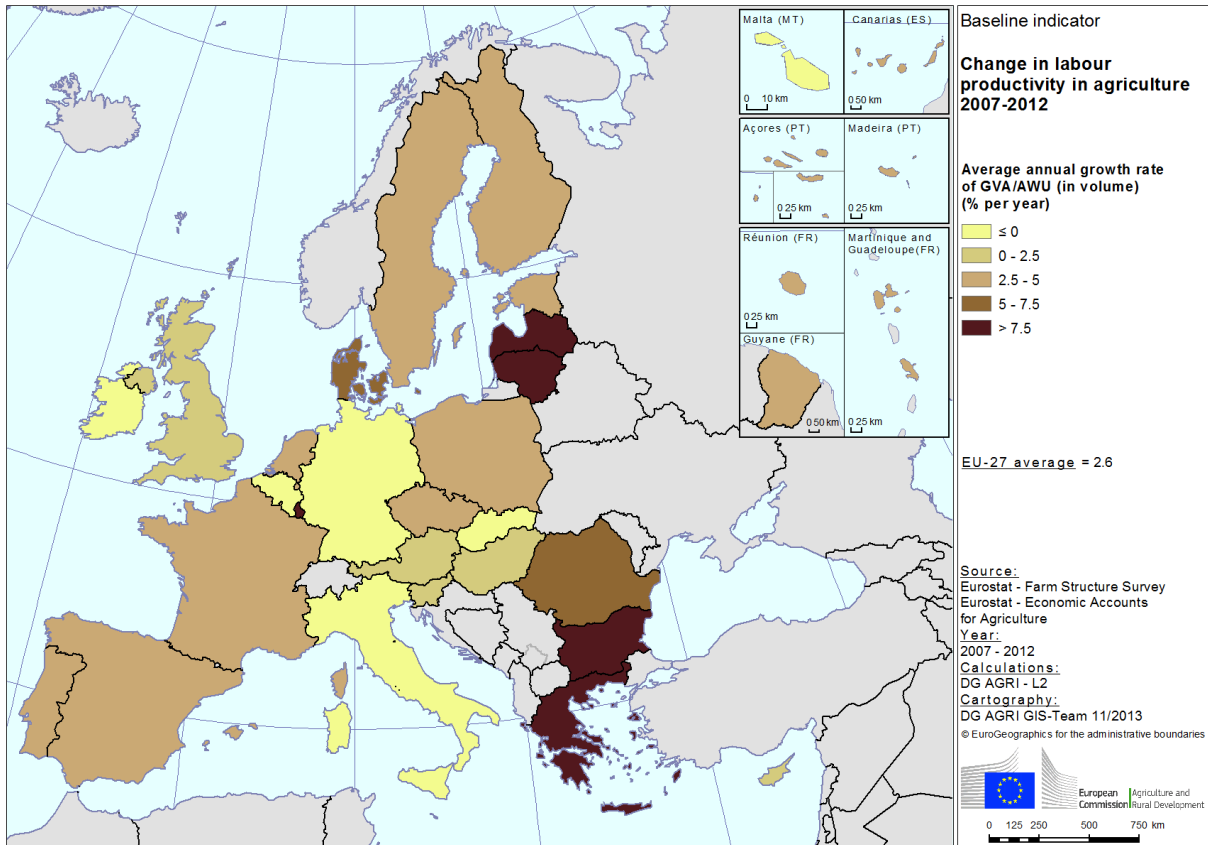 Malta (MT)
0 10 km
Canarias (ES)
0 50 km
Açores (PT)
0 25 km
Madeira (PT)
0 25 km
Réunion (FR)
0 25 km
Martinique and
Guadeloupe(FR)
0 25 km
Guyane (FR)
0 50 km
Baseline indicator
Change in labour
productivity in agriculture
2007-2012
Average annual growth rate
of GVA/AWU (in volume)
(% per year)
≤ 0
0 - 2.5
2.5 - 5
5 - 7.5
> 7.5
EU-27 average = 2.6
Source:
Eurostat - Farm Structure Survey
Eurostat - Economic Accounts
for Agriculture
Year:
2007 - 2012
Calculations:
DG AGRI - L2
Cartography:
DG AGRI GIS-Team 11/2013
© EuroGeographics for the administrative boundaries
European
Commission
Agriculture and
Rural Development
0 125 250 500 750 km